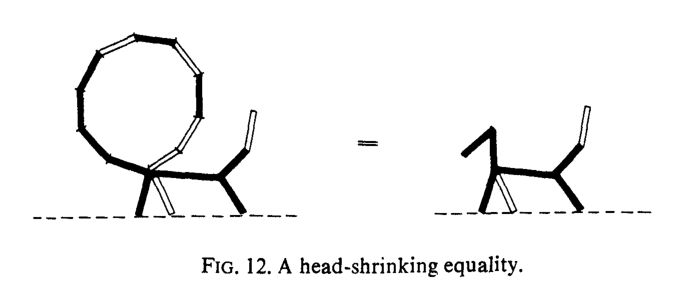 =
FIG. 12. A head-shrinking equality.